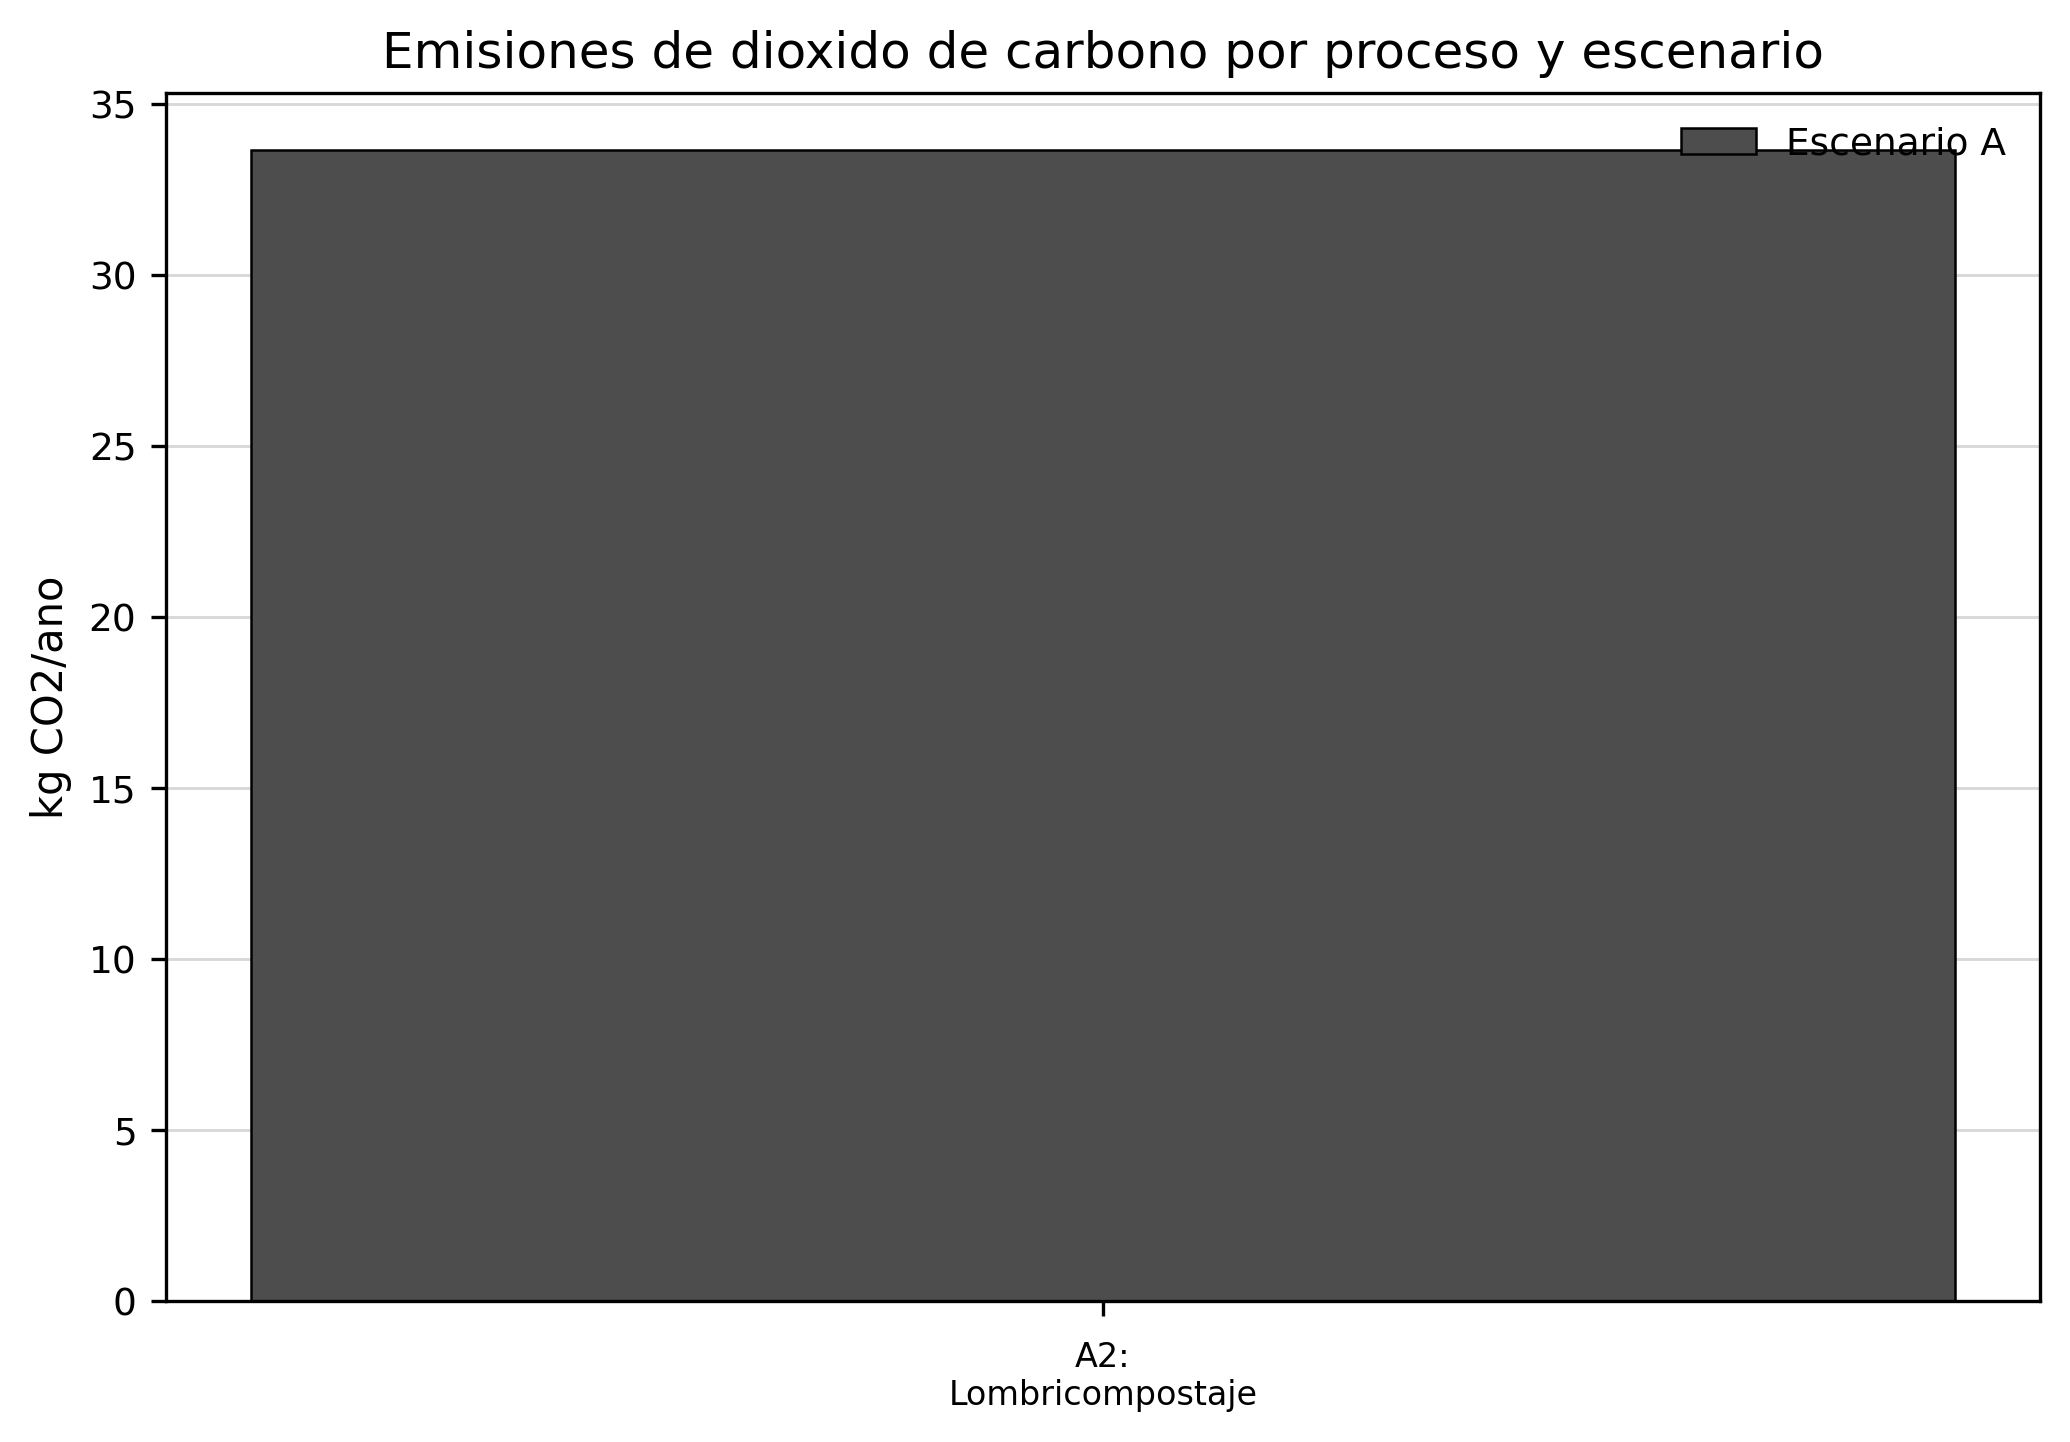 Emisiones de dioxido de carbono por proceso y escenario
35
Escenario A
30
25
20
15
10
5
0
kg CO2/ano
A2:
Lombricompostaje